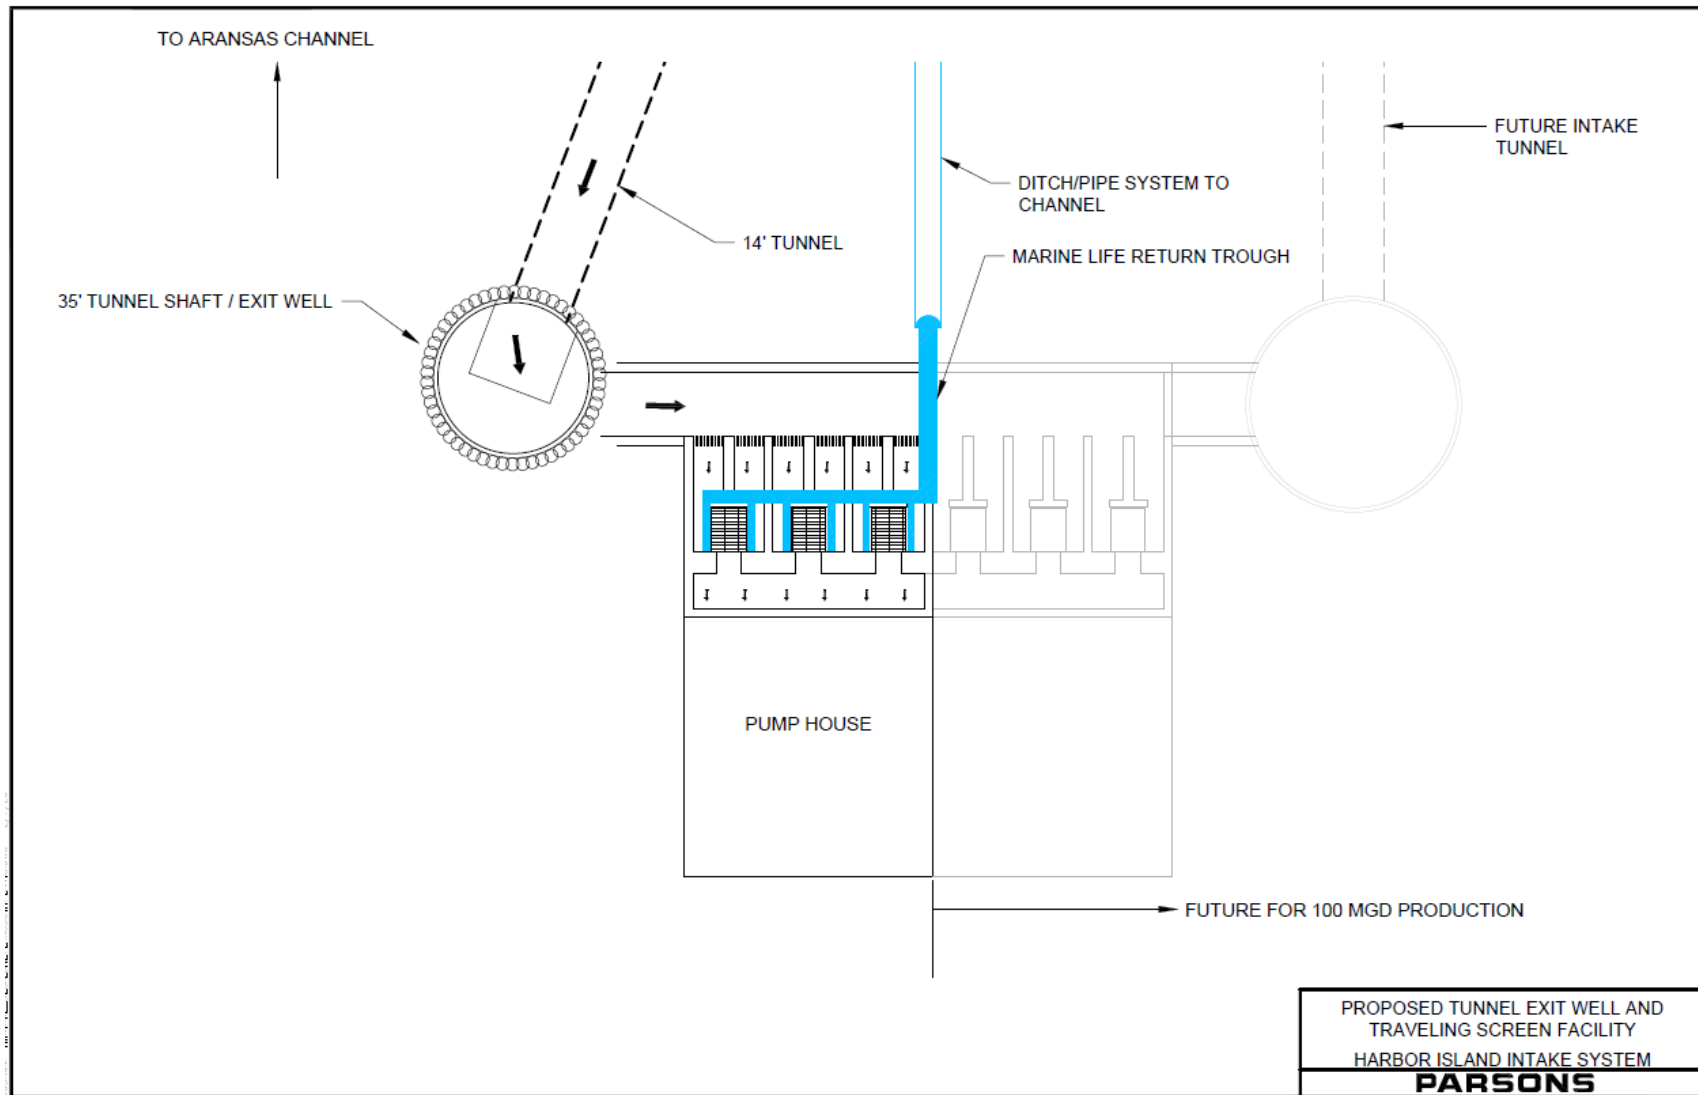 TO ARANSAS CHANNEL
FUTURE INTAKE
TUNNEL
DITCH/PIPE SYSTEM TO
CHANNEL
14' TUNNEL
MARINE LIFE RETURN TROUGH
35' TUNNEL SHAFT / EXIT WELL
PUMP HOUSE
FUTURE FOR 100 MGD PRODUCTION
PROPOSED TUNNEL EXIT WELL AND
TRAVELING SCREEN FACILITY
HARBOR ISLAND INTAKE SYSTEM
PARSONS